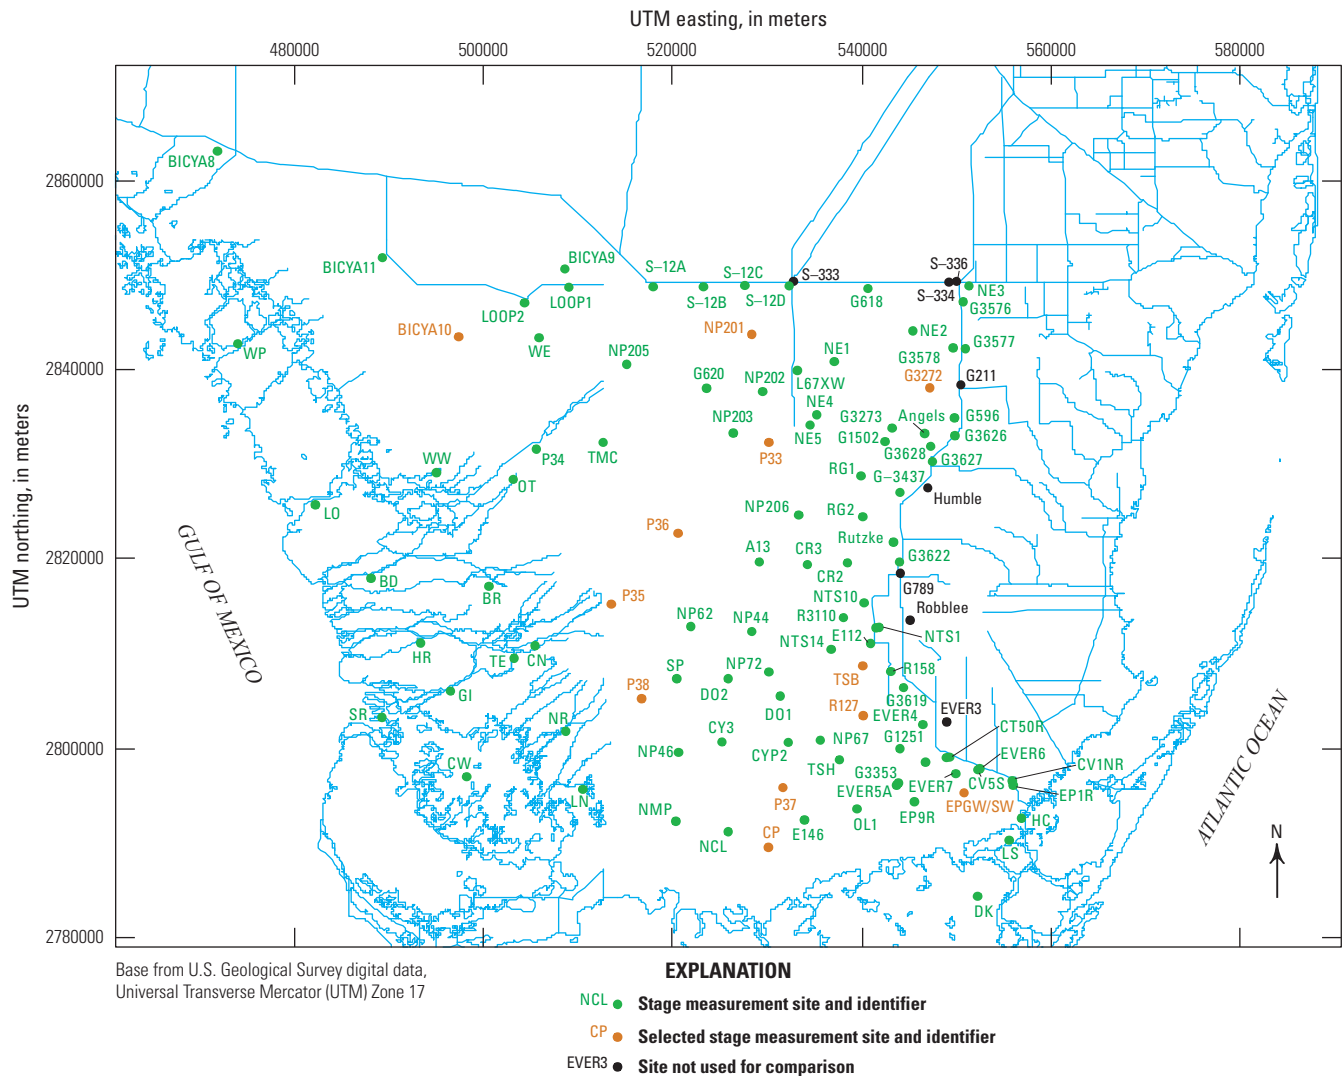 UTM easting, in meters
480000 500000 520000 540000 560000 580000
UTM northing, in meters
2860000
2840000
2820000
2800000
2780000
BICYA8
BICYA11
BICYA9
LOOP1
LOOP2
S–12A
S–12B
S–12C
S–12D
S–333
S–336
S–334
G618
NE3
G3576
BICYA10
WE
WP
NP205
NP201
NE1
NE2
G3577
G3578
G3272
G211
G620
NP202
L67XW
NE4
NE5
NP203
G3273
Angels
G596
G3626
G1502
G3628
G3627
P33
P34
TMC
WW
OT
RG1
G–3437
Humble
LO
NP206
RG2
P36
Rutzke
A13
CR3
CR2
G3622
G789
BD
BR
P35
NTS10
Robblee
NP62
NP44
R3110
NTS1
NTS14
E112
HR
TE
CN
SP
NP72
DO2
DO1
TSB
R158
G3619
P38
GI
R127
EVER3
EVER4
SR
NR
CY3
CYP2
NP67
G1251
CT50R
EVER6
CV1NR
NP46
TSH
G3353
EVER5A
EVER7
CV5S
EP1R
CW
LN
P37
EPGW/SW
EP9R
OL1
HC
NMP
NCL
CP
E146
LS
DK
GULF OF MEXICO
ATLANTIC OCEAN
N
Base from U.S. Geological Survey digital data,
Universal Transverse Mercator (UTM) Zone 17
EXPLANATION
NCL Stage measurement site and identifier
CP Selected stage measurement site and identifier
EVER3 Site not used for comparison